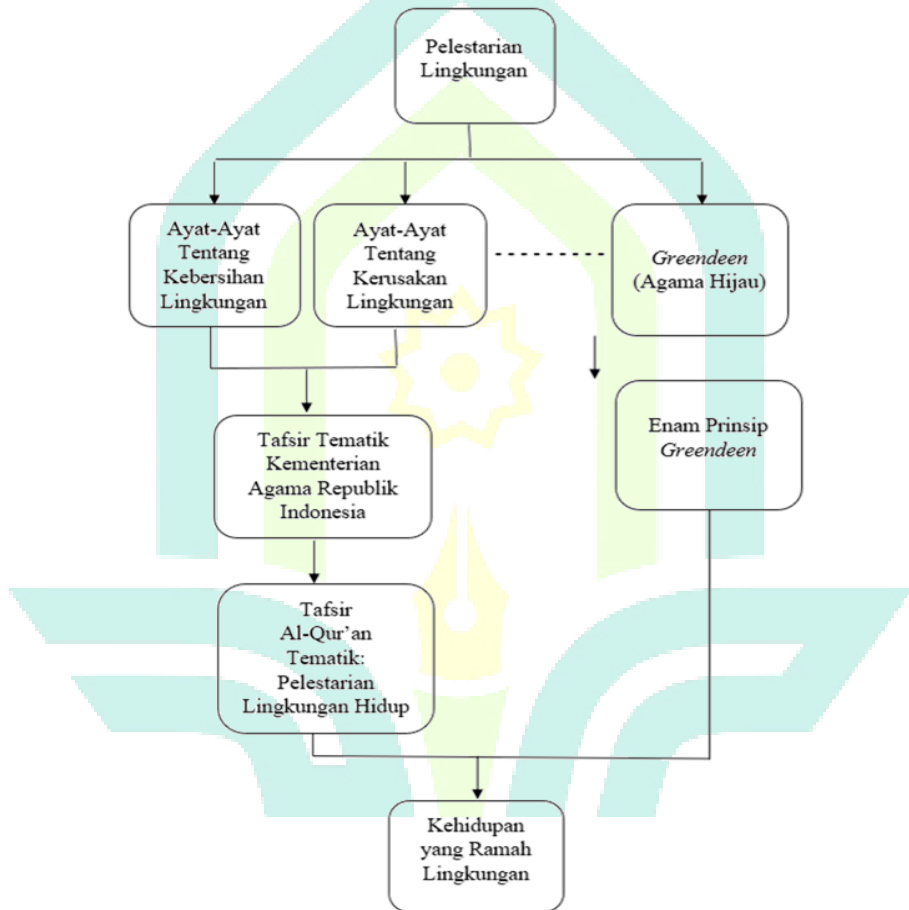 Pelestarian
Lingkungan
Ayat-Ayat
Tentang
Kebersihan
Lingkungan
Ayat-Ayat
Tentang
Kerusakan
Lingkungan
Greendeen
(Agama Hijau)
Tafsir Tematik
Kementerian
Agama Republik
Indonesia
Enam Prinsip
Greendeen
Tafsir
Al-Qur’an
Tematik:
Pelestarian
Lingkungan Hidup
Kehidupan
yang Ramah
Lingkungan